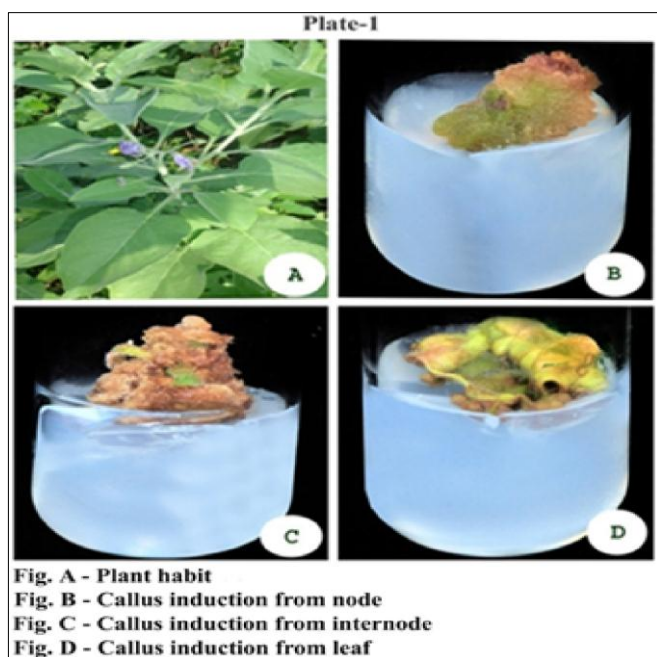 Plate-1
A
B
C
D
Fig. A - Plant habit
Fig. B - Callus induction from node
Fig. C - Callus induction from internode
Fig. D - Callus induction from leaf